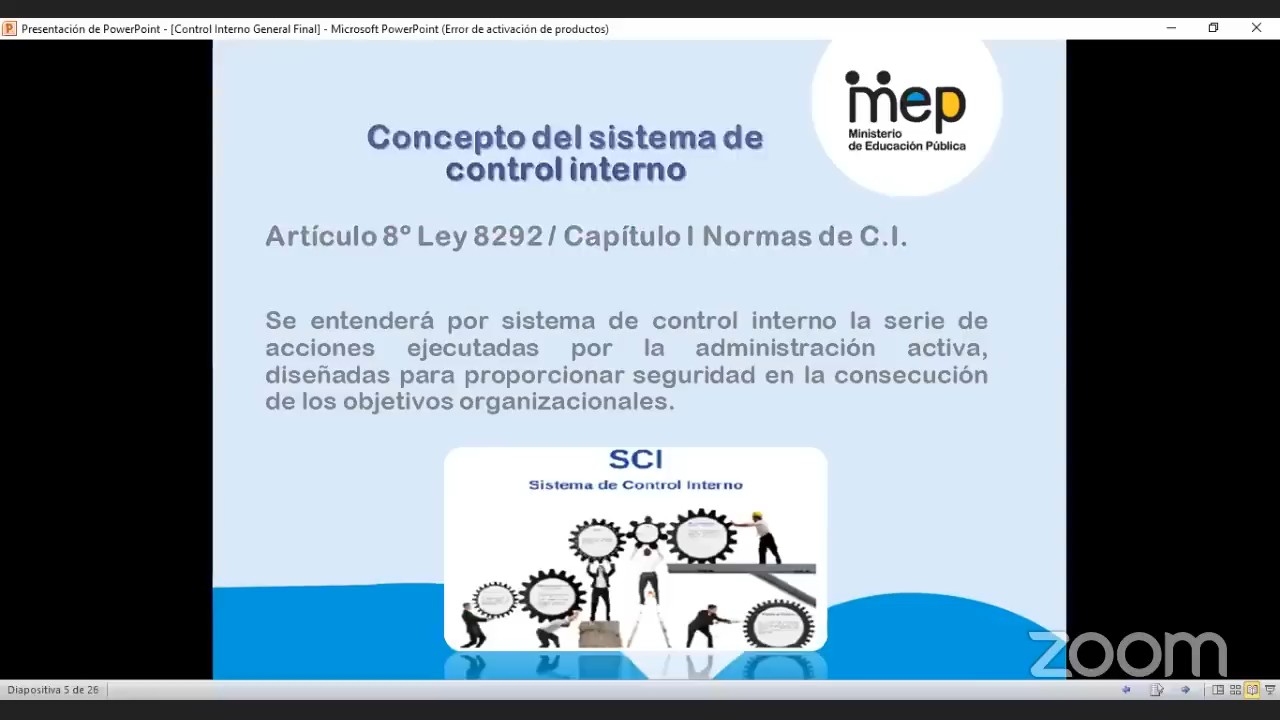 Presentación de PowerPoint - [Control Interno General Final] - Microsoft PowerPoint (Error de activación de productos)
mep
Ministerio
de Educación Pública
Concepto del sistema de
control interno
Artículo 8° Ley 8292 / Capítulo I Normas de C.I.
Se entenderá por sistema de control interno la serie de
acciones ejecutadas por la administración activa,
diseñadas para proporcionar seguridad en la consecución
de los objetivos organizacionales.
SCI
Sistema de Control Interno
zoom
Diapositiva 5 de 26